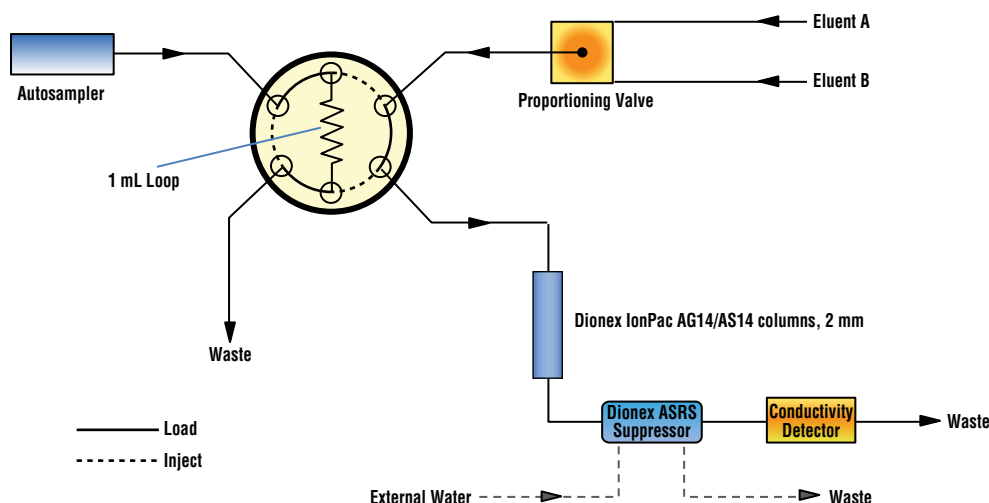 Eluent A
Autosampler
Eluent B
Proportioning Valve
1 mL Loop
Dionex IonPac AG14/AS14 columns, 2 mm
Waste
Load
Inject
Dionex ASRS
Suppressor
Conductivity
Detector
Waste
External Water
Waste